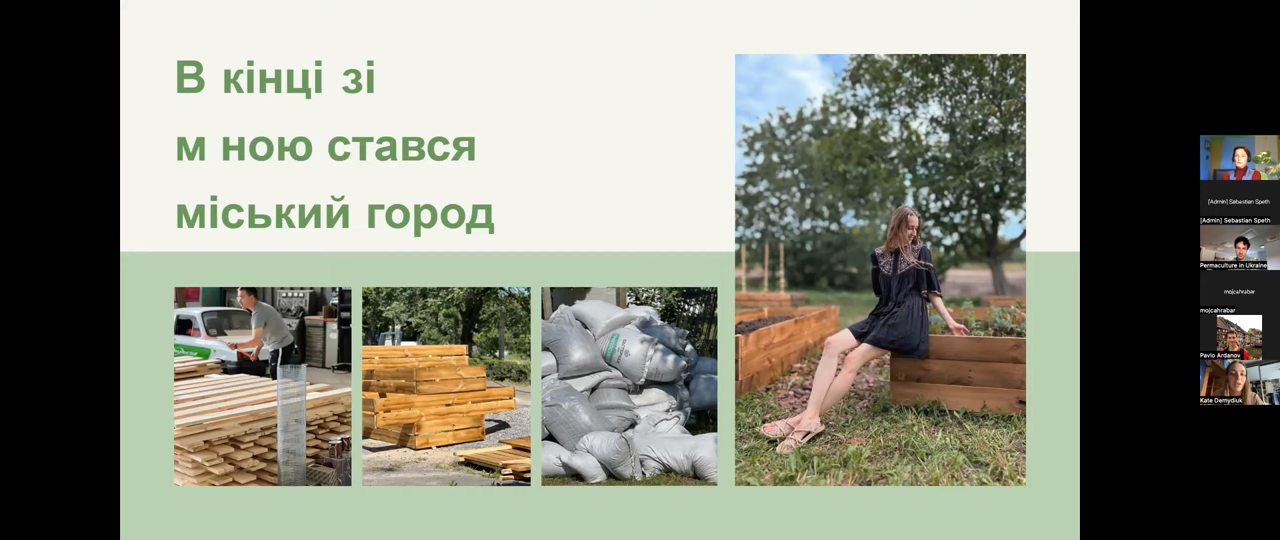 В кінці зі
м ною стався
міський город
[Admin] Sebastian Speth
[Admin] Sebastian Speth
Permaculture in Ukraine
mojcahrabar
mojcahrabar
Pavlo Ardanov
Kate Demydiuk